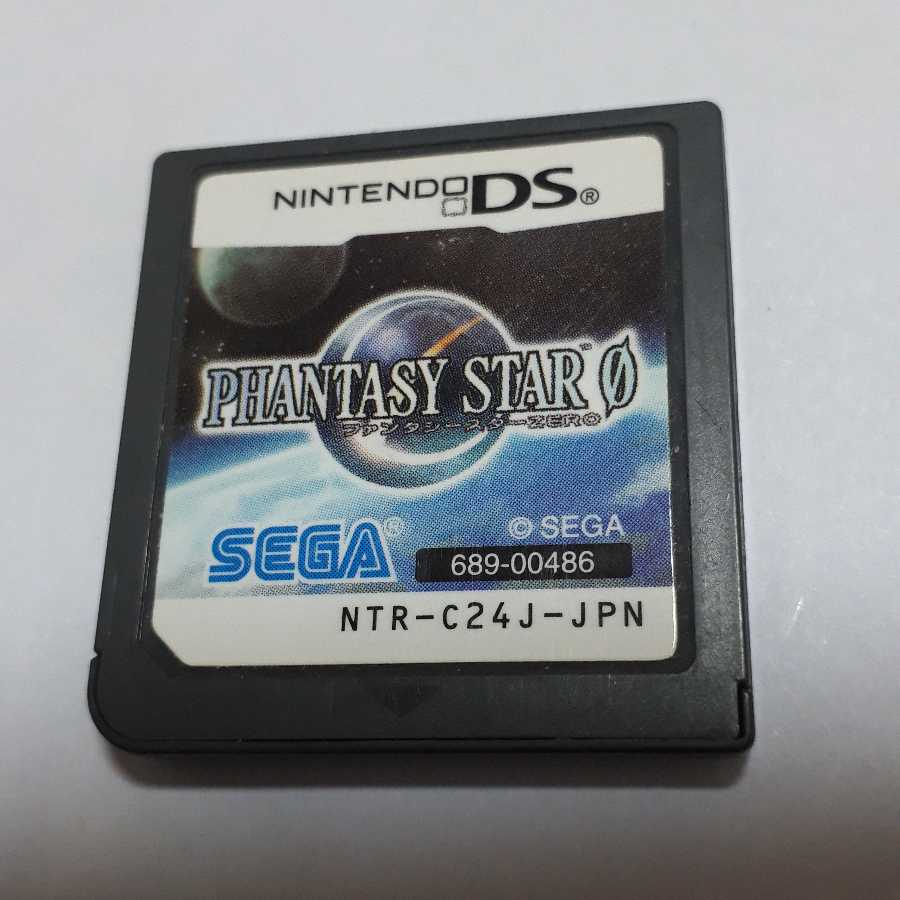 NINTENDO DS®
PHANTASY STAR Ø™
ファンタシースターZERO
SEGA®
© SEGA
689-00486
NTR-C24J-JPN